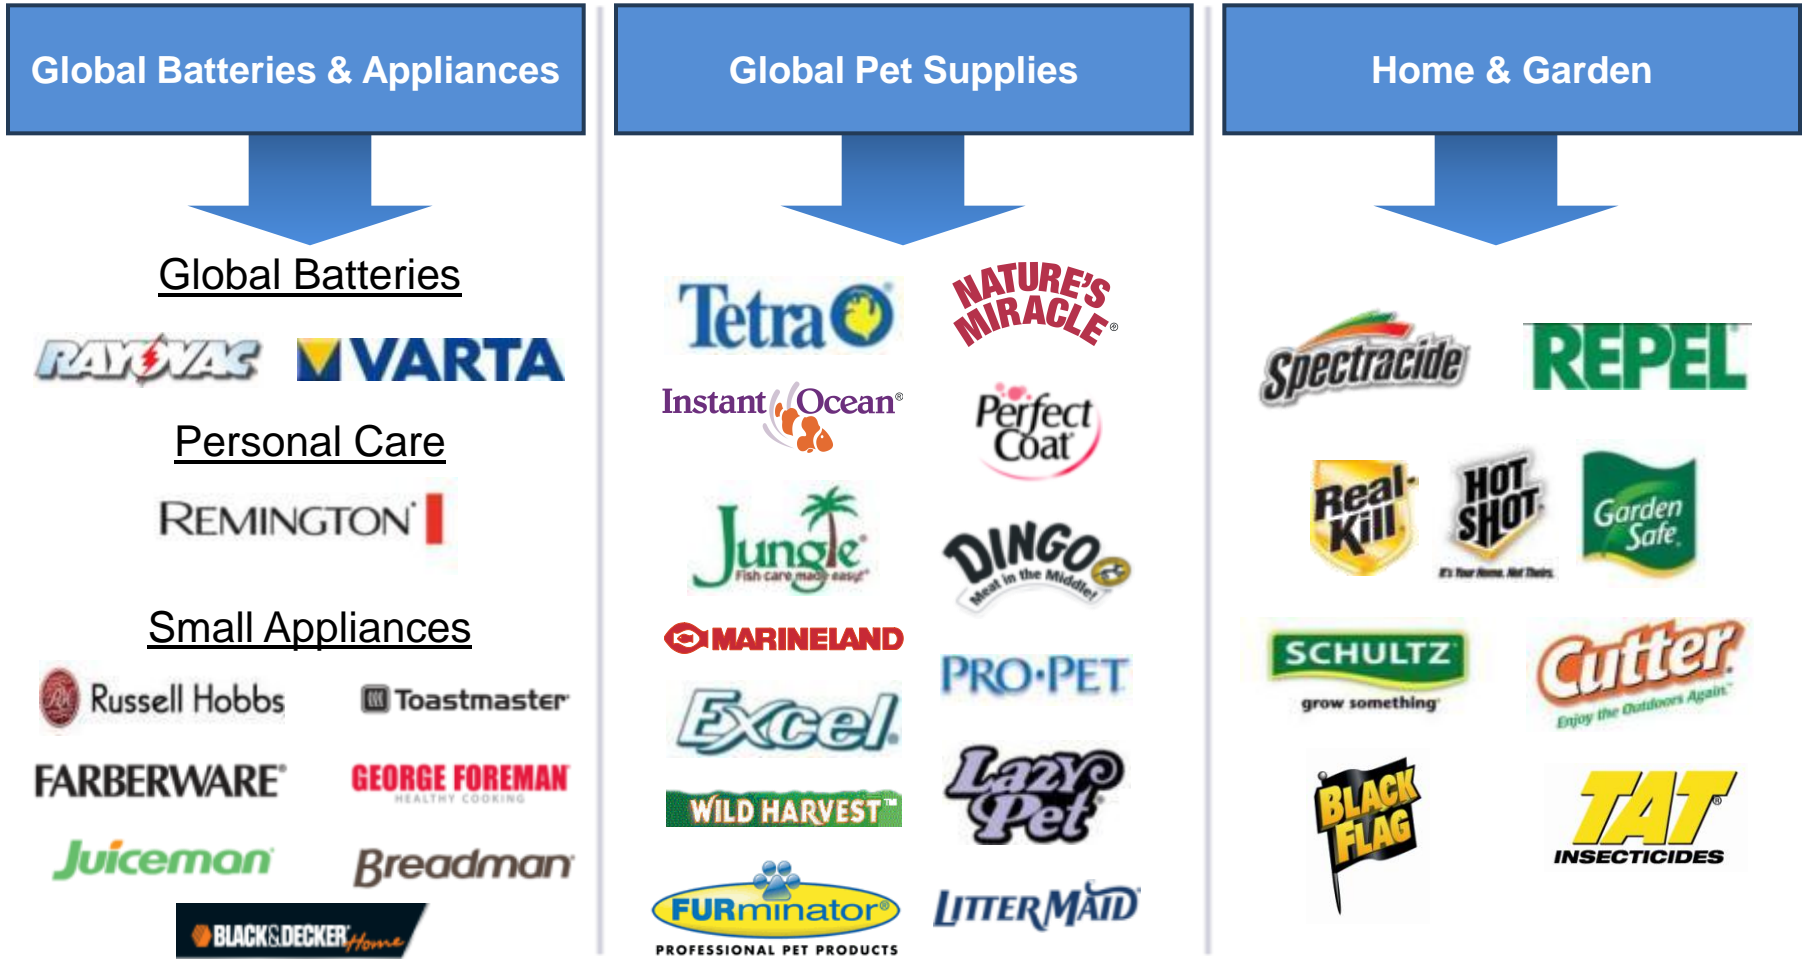 Global Batteries & Appliances
Global Batteries
RAYOVAC
VARTA
Personal Care
REMINGTON
Small Appliances
Russell Hobbs
Toastmaster
FARBERWARE®
GEORGE FOREMAN
HEALTHY COOKING
Juiceman
Breadman
BLACK&DECKER Home
Global Pet Supplies
Tetra
NATURE'S
MIRACLE®
Instant Ocean®
Perfect
Coat
Jungle
Fish care made easy!
DINGO
Meat in the Middle!
MARINELAND
PRO•PET
Excel
Lazy
Pet
WILD HARVEST™
FURminator®
PROFESSIONAL PET PRODUCTS
LITTERMAID
Home & Garden
Spectracide
REPEL
Real-
Kill
HOT
SHOT
It's Your Home. Not Theirs.
Garden
Safe
SCHULTZ
grow something
Cutter
Enjoy the Outdoors Again.
BLACK
FLAG
TAT®
INSECTICIDES